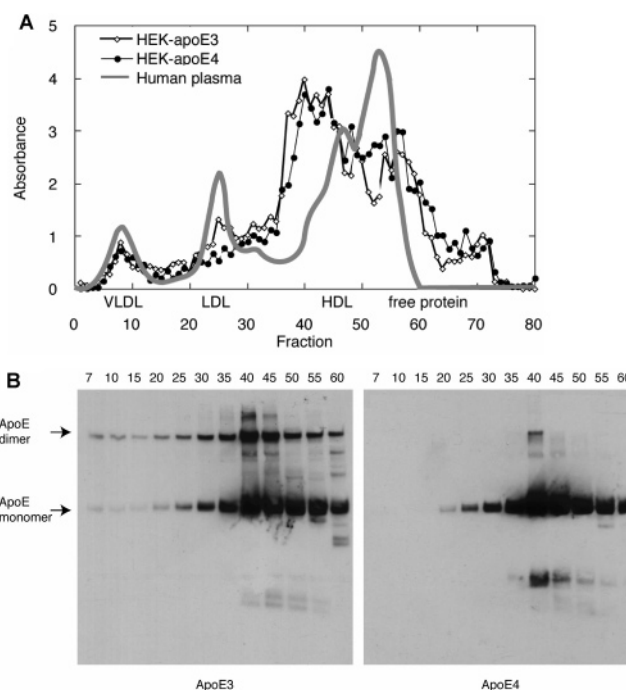 A
HEK-apoE3
HEK-apoE4
Human plasma
Absorbance
5
4
3
2
1
0
VLDL LDL HDL free protein
0 10 20 30 40 50 60 70 80
Fraction
B
7 10 15 20 25 30 35 40 45 50 55 60 7 10 15 20 25 30 35 40 45 50 55 60
ApoE
dimer
ApoE
monomer
ApoE3 ApoE4